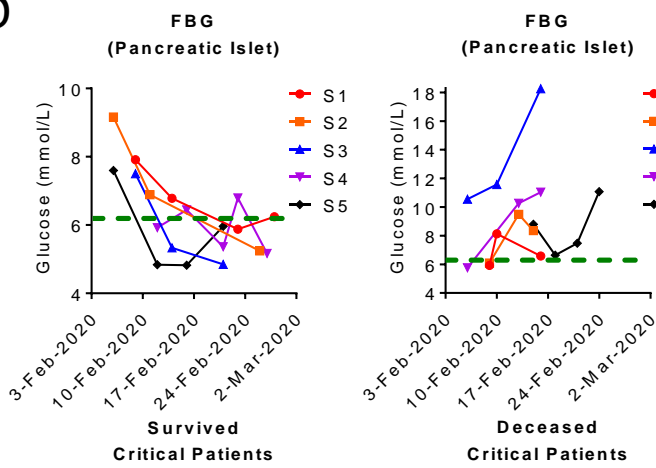 FBG
(Pancreatic Islet)
Glucose (mmol/L)
10
8
6
4
S1
S2
S3
S4
S5
3-Feb-2020
10-Feb-2020
17-Feb-2020
24-Feb-2020
2-Mar-2020
Survived
Critical Patients
FBG
(Pancreatic Islet)
Glucose (mmol/L)
18
16
14
12
10
8
6
4
3-Feb-2020
10-Feb-2020
17-Feb-2020
24-Feb-2020
2-Mar-2020
Deceased
Critical Patients